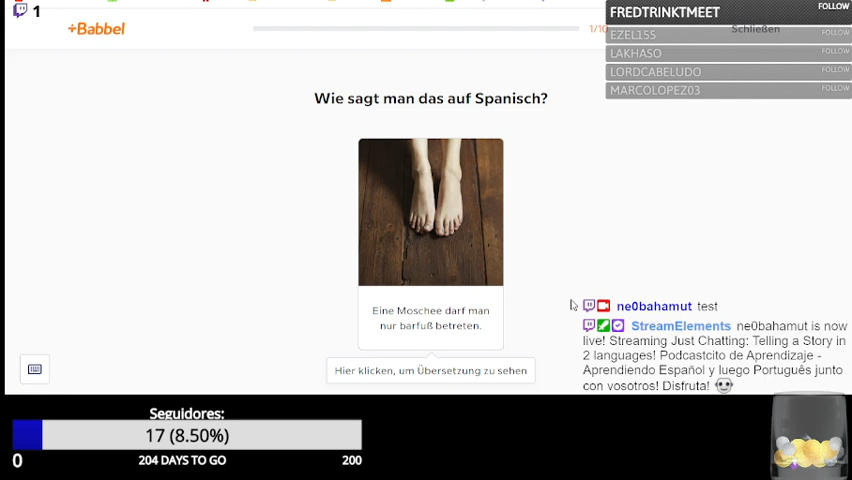 1
÷Babbel
1/10
Schließen
FREDTRINKTMEET
FOLLOW
EZEL155
FOLLOW
LAKHASO
FOLLOW
LORDCABELUDO
FOLLOW
MARCOLOPEZ03
FOLLOW
Wie sagt man das auf Spanisch?
Eine Moschee darf man
nur barfuß betreten.
Hier klicken, um Übersetzung zu sehen
ne0bahamut test
StreamElements ne0bahamut is now
live! Streaming Just Chatting: Telling a Story in
2 languages! Podcastcito de Aprendizaje -
Aprendiendo Español y luego Português junto
con vosotros! Disfruta!
Seguidores:
17 (8.50%)
0
204 DAYS TO GO
200